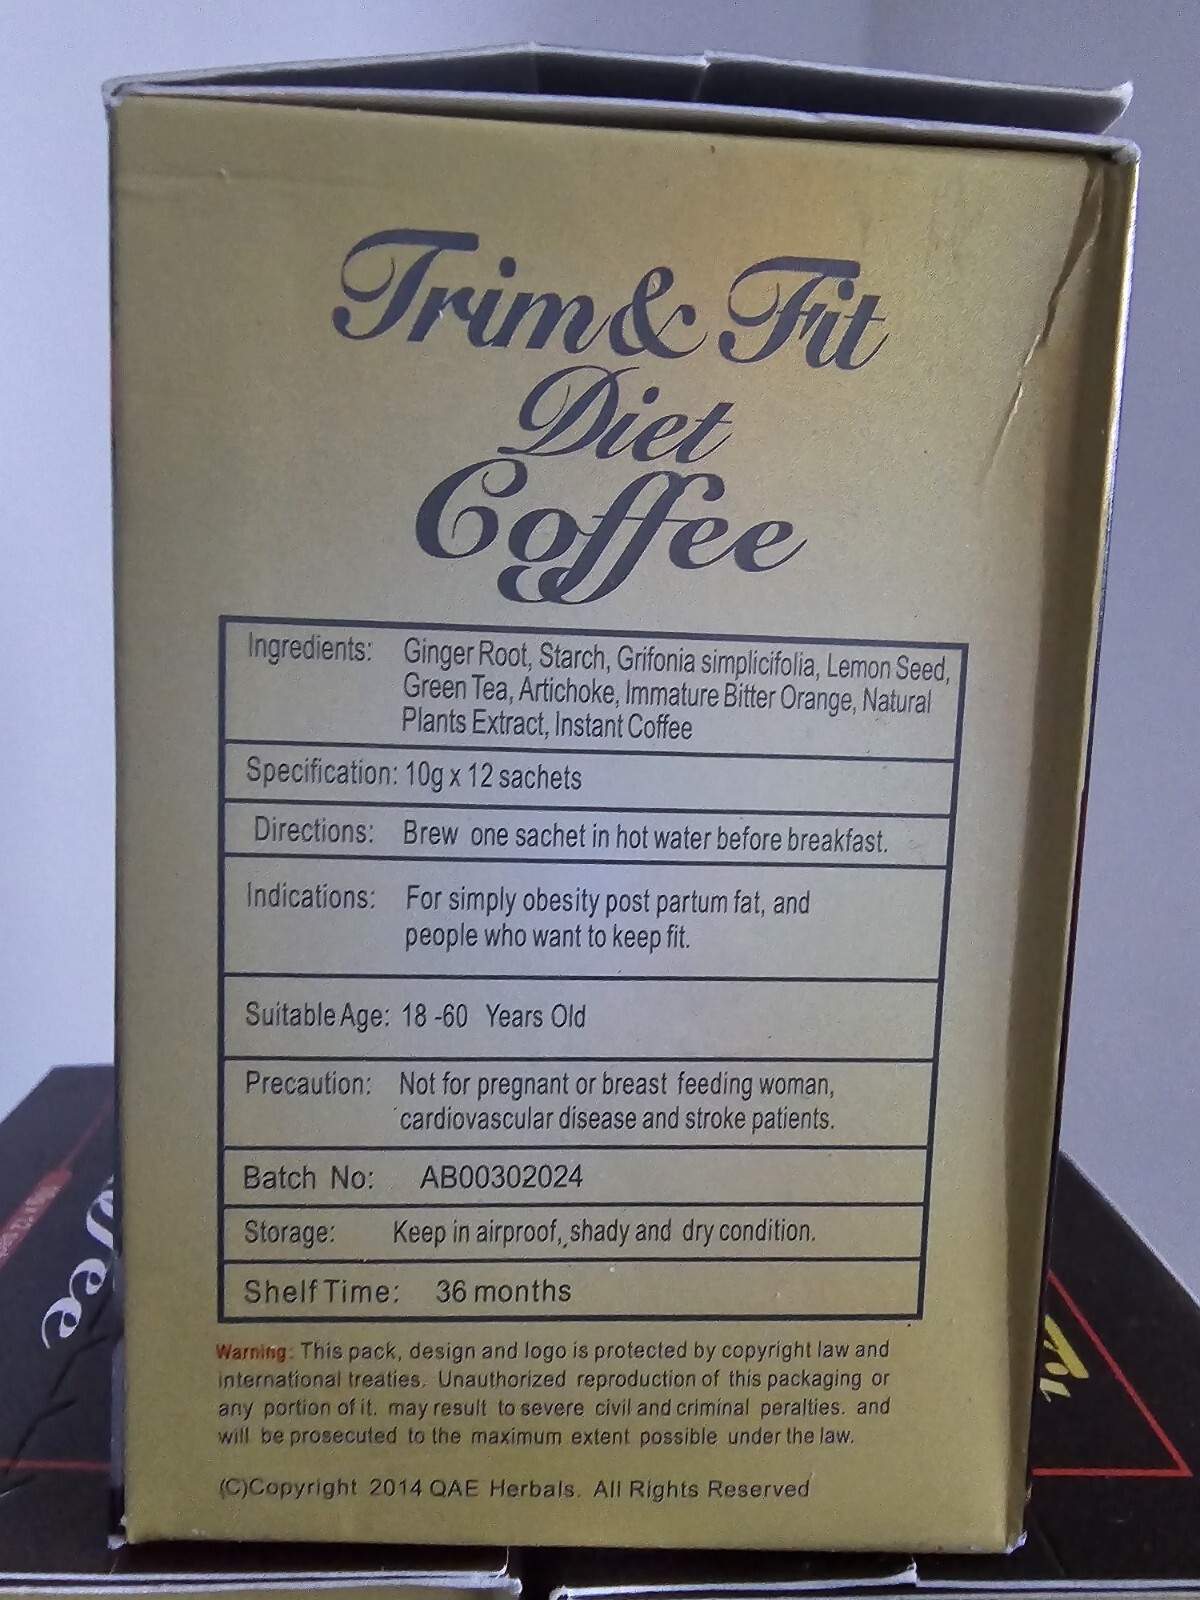 Trim & Fit
Diet
Coffee
Ingredients: Ginger Root, Starch, Grifonia simplicifolia, Lemon Seed,
Green Tea, Artichoke, Immature Bitter Orange, Natural
Plants Extract, Instant Coffee
Specification: 10g x 12 sachets
Directions: Brew one sachet in hot water before breakfast.
Indications: For simply obesity post partum fat, and
people who want to keep fit.
Suitable Age: 18 -60 Years Old
Precaution: Not for pregnant or breast feeding woman,
cardiovascular disease and stroke patients.
Batch No: AB00302024
Storage: Keep in airproof, shady and dry condition.
Shelf Time: 36 months
Warning: This pack, design and logo is protected by copyright law and
international treaties. Unauthorized reproduction of this packaging or
any portion of it. may result to severe civil and criminal peralties. and
will be prosecuted to the maximum extent possible under the law.
(C)Copyright 2014 QAE Herbals. All Rights Reserved